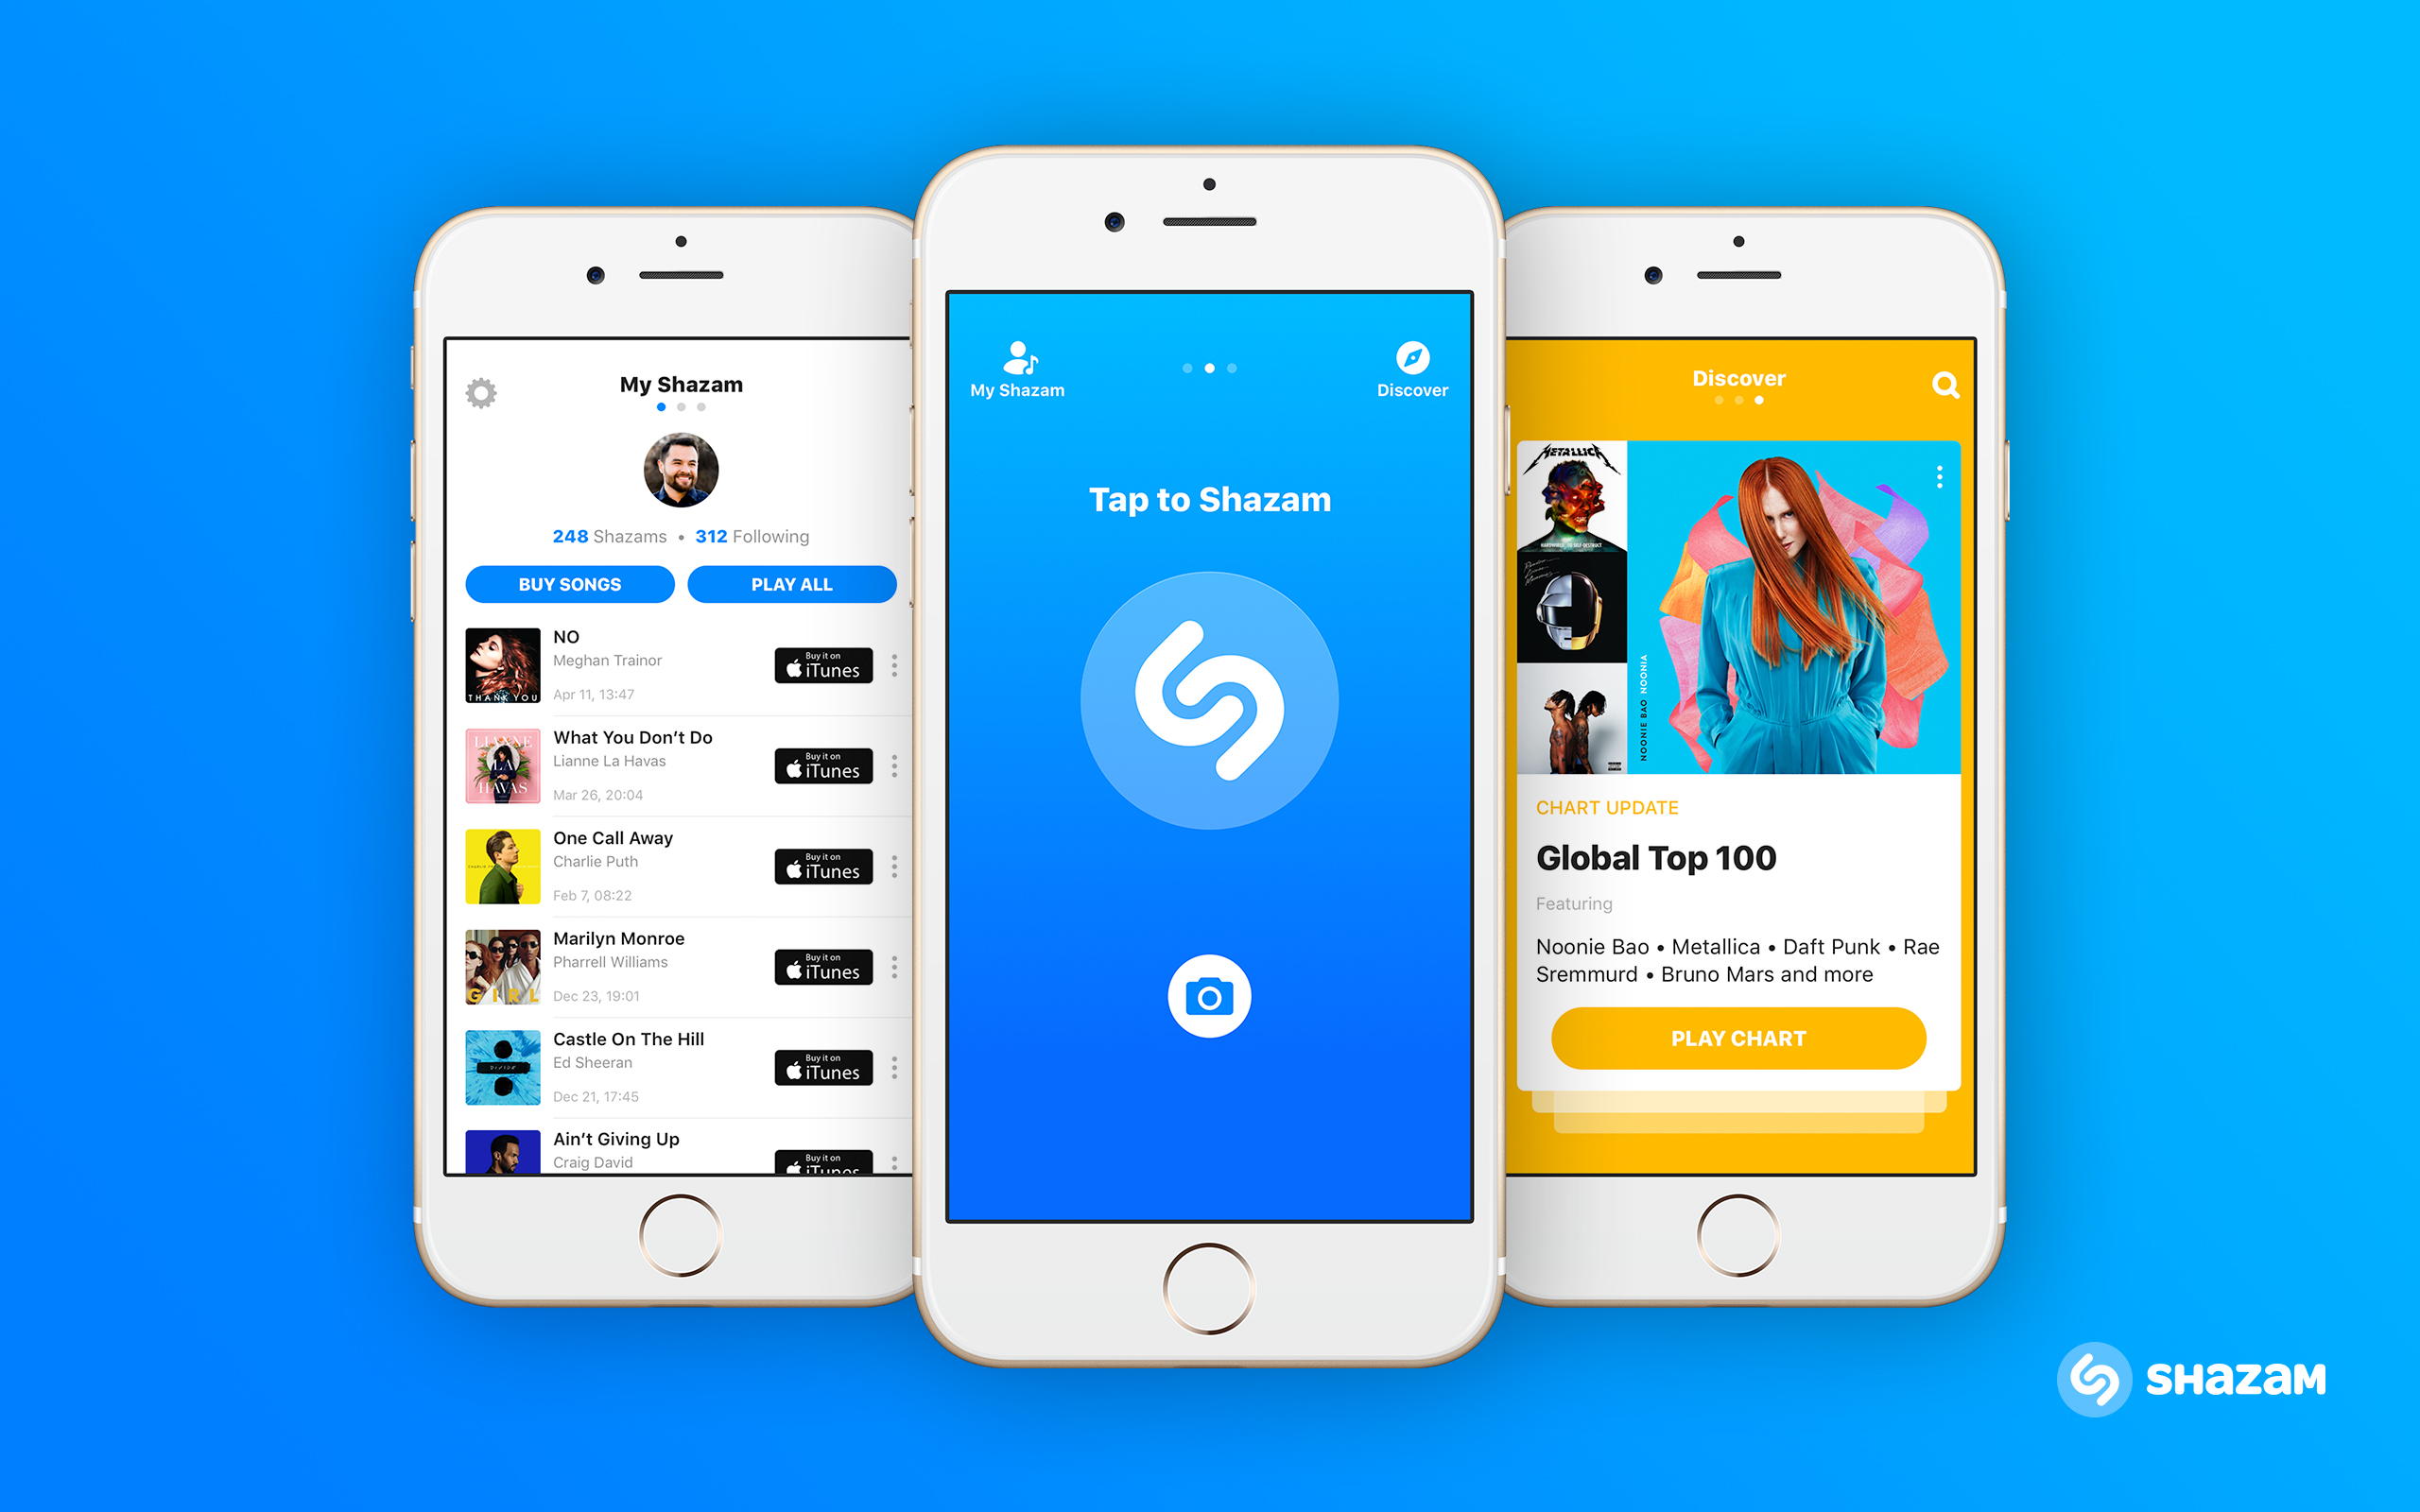 My Shazam
248 Shazams • 312 Following
BUY SONGS
PLAY ALL
THANK YOU
NO
Meghan Trainor
Apr 11, 13:47
Buy it on
iTunes
LIANNE
LA
HAVAS
What You Don't Do
Lianne La Havas
Mar 26, 20:04
Buy it on
iTunes
One Call Away
Charlie Puth
Feb 7, 08:22
Buy it on
iTunes
GIRL
Marilyn Monroe
Pharrell Williams
Dec 23, 19:01
Buy it on
iTunes
Castle On The Hill
Ed Sheeran
Dec 21, 17:45
Buy it on
iTunes
Ain't Giving Up
Craig David
Buy it on
iTunes
My Shazam
Discover
Tap to Shazam
Discover
METALLICA
NOONIE BAO NOONIA
CHART UPDATE
Global Top 100
Featuring
Noonie Bao • Metallica • Daft Punk • Rae
Sremmurd • Bruno Mars and more
PLAY CHART
SHAZAM